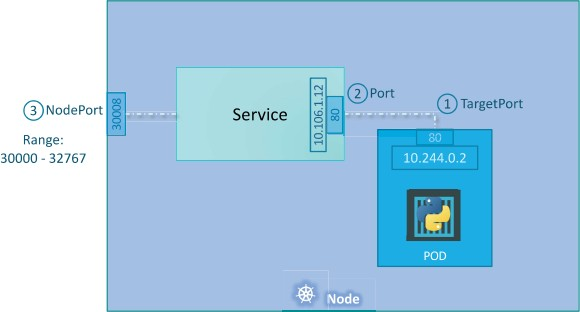 3 NodePort
Range:
30000 - 32767
30008
Service
10.106.1.12
80
2 Port
1 TargetPort
80
10.244.0.2
POD
Node